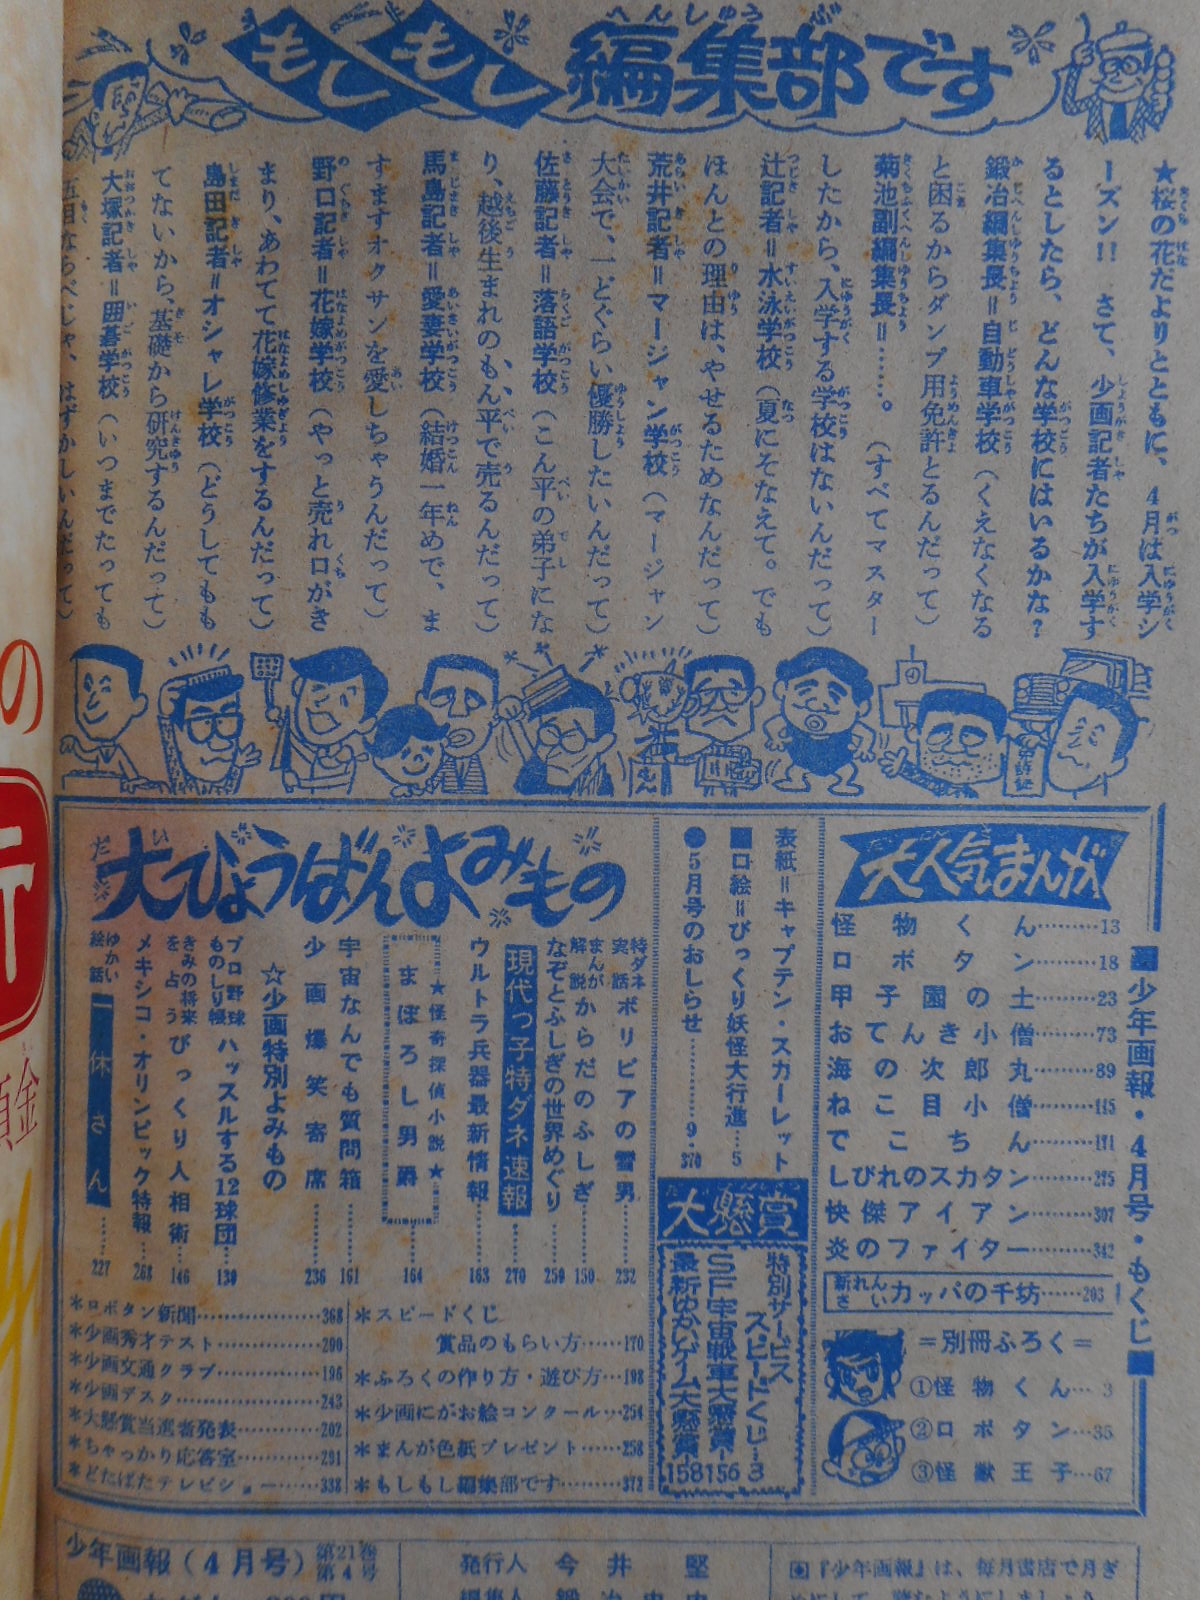 もしもし編集部です
★桜の花だよりとともに、4月は入学シ
ーズン!! さて、少画記者たちが入学す
るとしたら、どんな学校にはいるかな?
鍛冶編集長=自動車学校(くえなくなる
と困るからダンプ用免許とるんだって)
菊池副編集長=……。(すべてマスター
したから、入学する学校はないんだって)
辻記者=水泳学校(夏にそなえて。でも
ほんとの理由は、やせるためなんだって)
荒井記者=マージャン学校(マージャン
大会で、一どぐらい優勝したいんだって)
佐藤記者=落語学校(こん平の弟子にな
り、越後生まれのもん平で売るんだって)
馬島記者=愛妻学校(結婚一年めで、ま
すますオクサンを愛しちゃうんだって)
野口記者=花嫁学校(やっと売れ口がき
まり、あわてて花嫁修業をするんだって)
島田記者=オシャレ学校(どうしてもも
てないから、基礎から研究するんだって)
大塚記者=囲碁学校(いつまでたっても
五目ならべじゃ、はずかしいんだって)
■少年画報・4月号・もくじ■
大人気まんが
怪物くん………13
ロボタン………18
甲子園の土………23
おてんき小僧………73
海のこ次郎丸………89
ねこ目小僧………115
でこちん………171
しびれのスカタン………215
快傑アイアン………307
炎のファイター………342
新れんさい カッパの千坊……203
=別冊ふろく=
①怪物くん…3
②ロボタン…35
③怪獣王子…67
表紙=キャプテン・スカーレット
■口絵=びっくり妖怪大行進…5
●5月号のおしらせ…………9・370
大懸賞
特別サービス
スピードくじ…3
SF宇宙戦車大懸賞…156
最新ゆかいゲーム大懸賞…158
大ひょうばんよみもの
特ダネ実話 ボリビアの雪男………232
まんが解説 からだのふしぎ………150
なぞとふしぎの世界めぐり………250
現代っ子特ダネ速報………270
ウルトラ兵器最新情報………163
★怪奇探偵小説★
まぼろし男爵………164
宇宙なんでも質問箱………161
少画爆笑寄席………236
☆少画特別よみもの
プロ野球ものしり帳 ハッスルする12球団…130
きみの将来を占う びっくり人相術…146
メキシコ・オリンピック特報…268
ゆかい絵話 一休さん……227
*ロボタン新聞………368
*少画秀才テスト………200
*少画文通クラブ………196
*少画デスク………243
*大懸賞当選者発表………202
*ちゃっかり応答室………291
*どたばたテレビショー……338
*スピードくじ
賞品のもらい方……170
*ふろくの作り方・遊び方…198
*少画にがお絵コンクール…254
*まんが色紙プレゼント……258
*もしもし編集部です………372
少年画報(4月号) 第21巻第4号
発行人 今井 堅
◉『少年画報』は、毎月書店で月ぎ
の